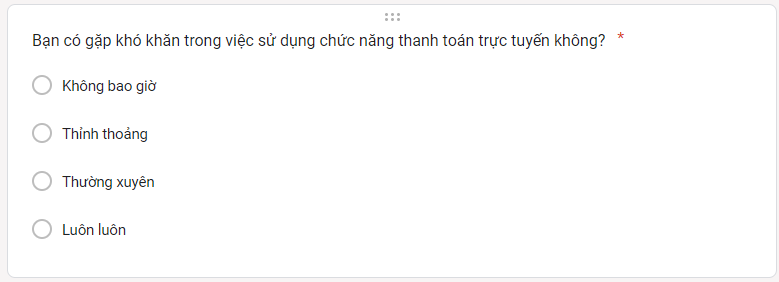 Bạn có gặp khó khăn trong việc sử dụng chức năng thanh toán trực tuyến không? *
Không bao giờ
Thỉnh thoảng
Thường xuyên
Luôn luôn